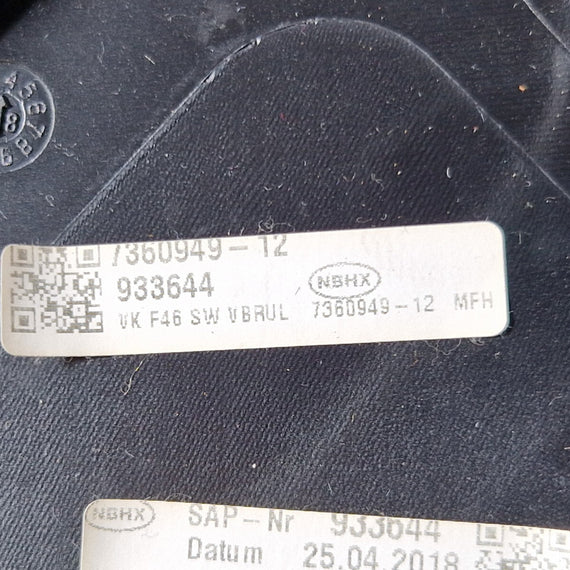 7360949-12
933644
NBHX
VK F46 SW VBRUL 7360949-12 MFH
NBHX SAP-Nr 933644
Datum 25.04.2018